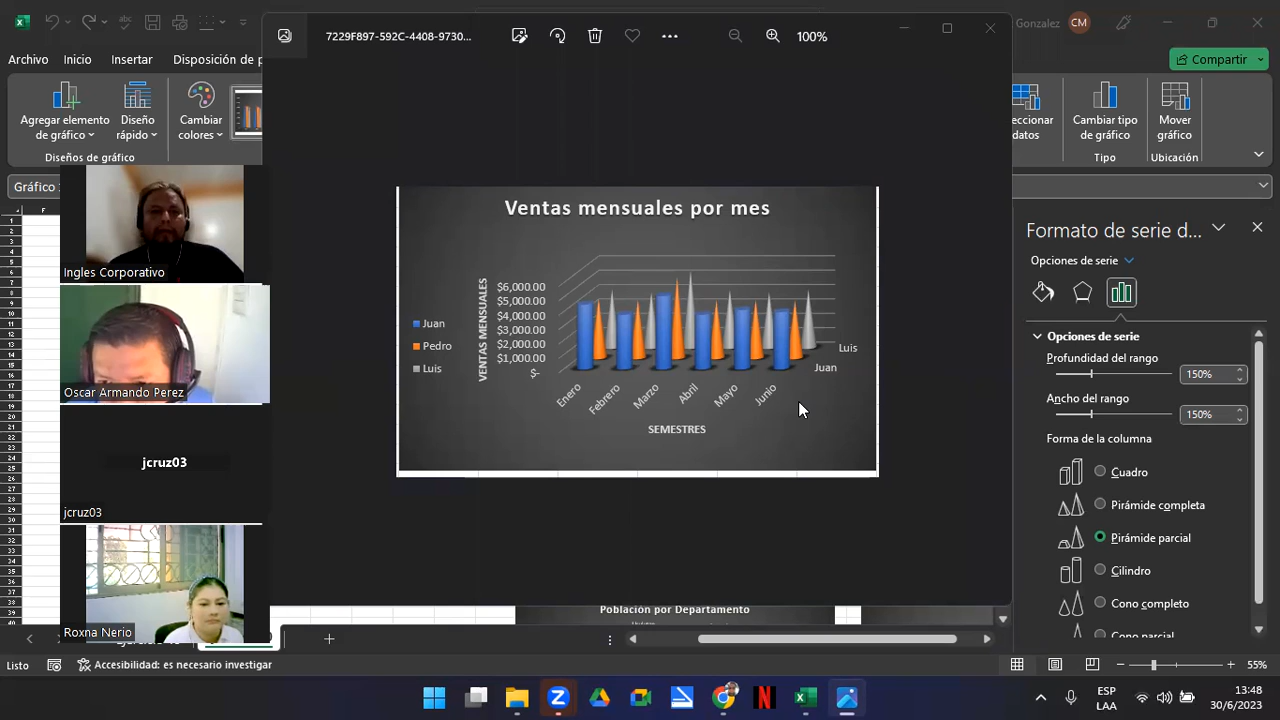 7229F897-592C-4408-9730...
100%
Gonzalez
CM
Archivo
Inicio
Insertar
Disposición de p
Compartir
Agregar elemento
de gráfico
Diseño
rápido
Cambiar
colores
Diseños de gráfico
Cambiar tipo
de gráfico
Mover
gráfico
datos
Tipo
Ubicación
Gráfico
Ingles Corporativo
Oscar Armando Perez
jcruz03
jcruz03
Roxna Nerio
Ventas mensuales por mes
VENTAS MENSUALES
$6,000.00
$5,000.00
$4,000.00
$3,000.00
$2,000.00
$1,000.00
$-
Juan
Pedro
Luis
Luis
Juan
Enero
Febrero
Marzo
Abril
Mayo
Junio
SEMESTRES
Formato de serie d...
Opciones de serie
Opciones de serie
Profundidad del rango
150%
Ancho del rango
150%
Forma de la columna
Cuadro
Pirámide completa
Pirámide parcial
Cilindro
Cono completo
Cono parcial
Población por Departamento
Listo
Accesibilidad: es necesario investigar
55%
ESP
LAA
13:48
30/6/2023